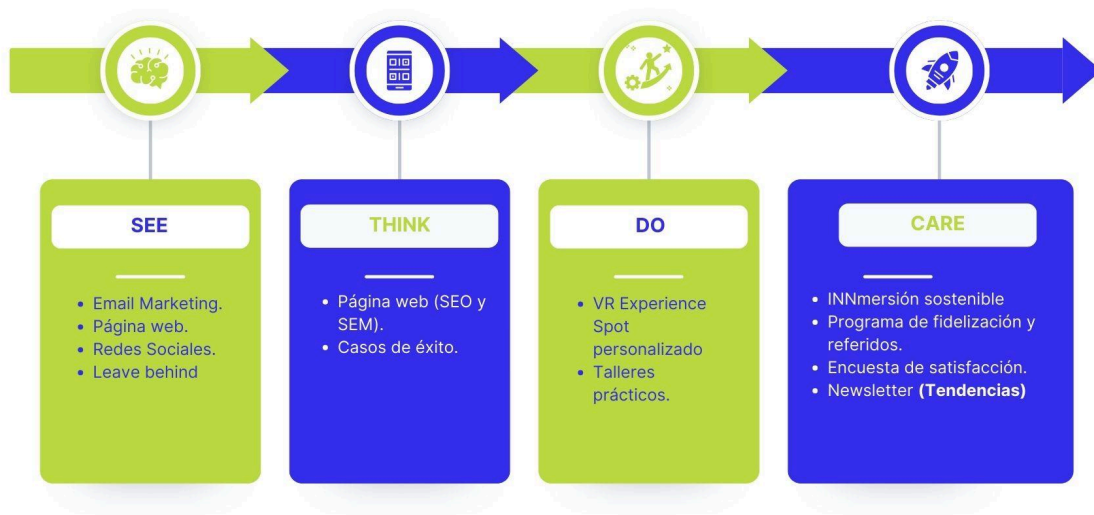 SEE
• Email Marketing.
• Página web.
• Redes Sociales.
• Leave behind
THINK
• Página web (SEO y
SEM).
• Casos de éxito.
DO
• VR Experience
Spot
personalizado
• Talleres
prácticos.
CARE
• INNmersión sostenible
• Programa de fidelización y
referidos.
• Encuesta de satisfacción.
• Newsletter (Tendencias)